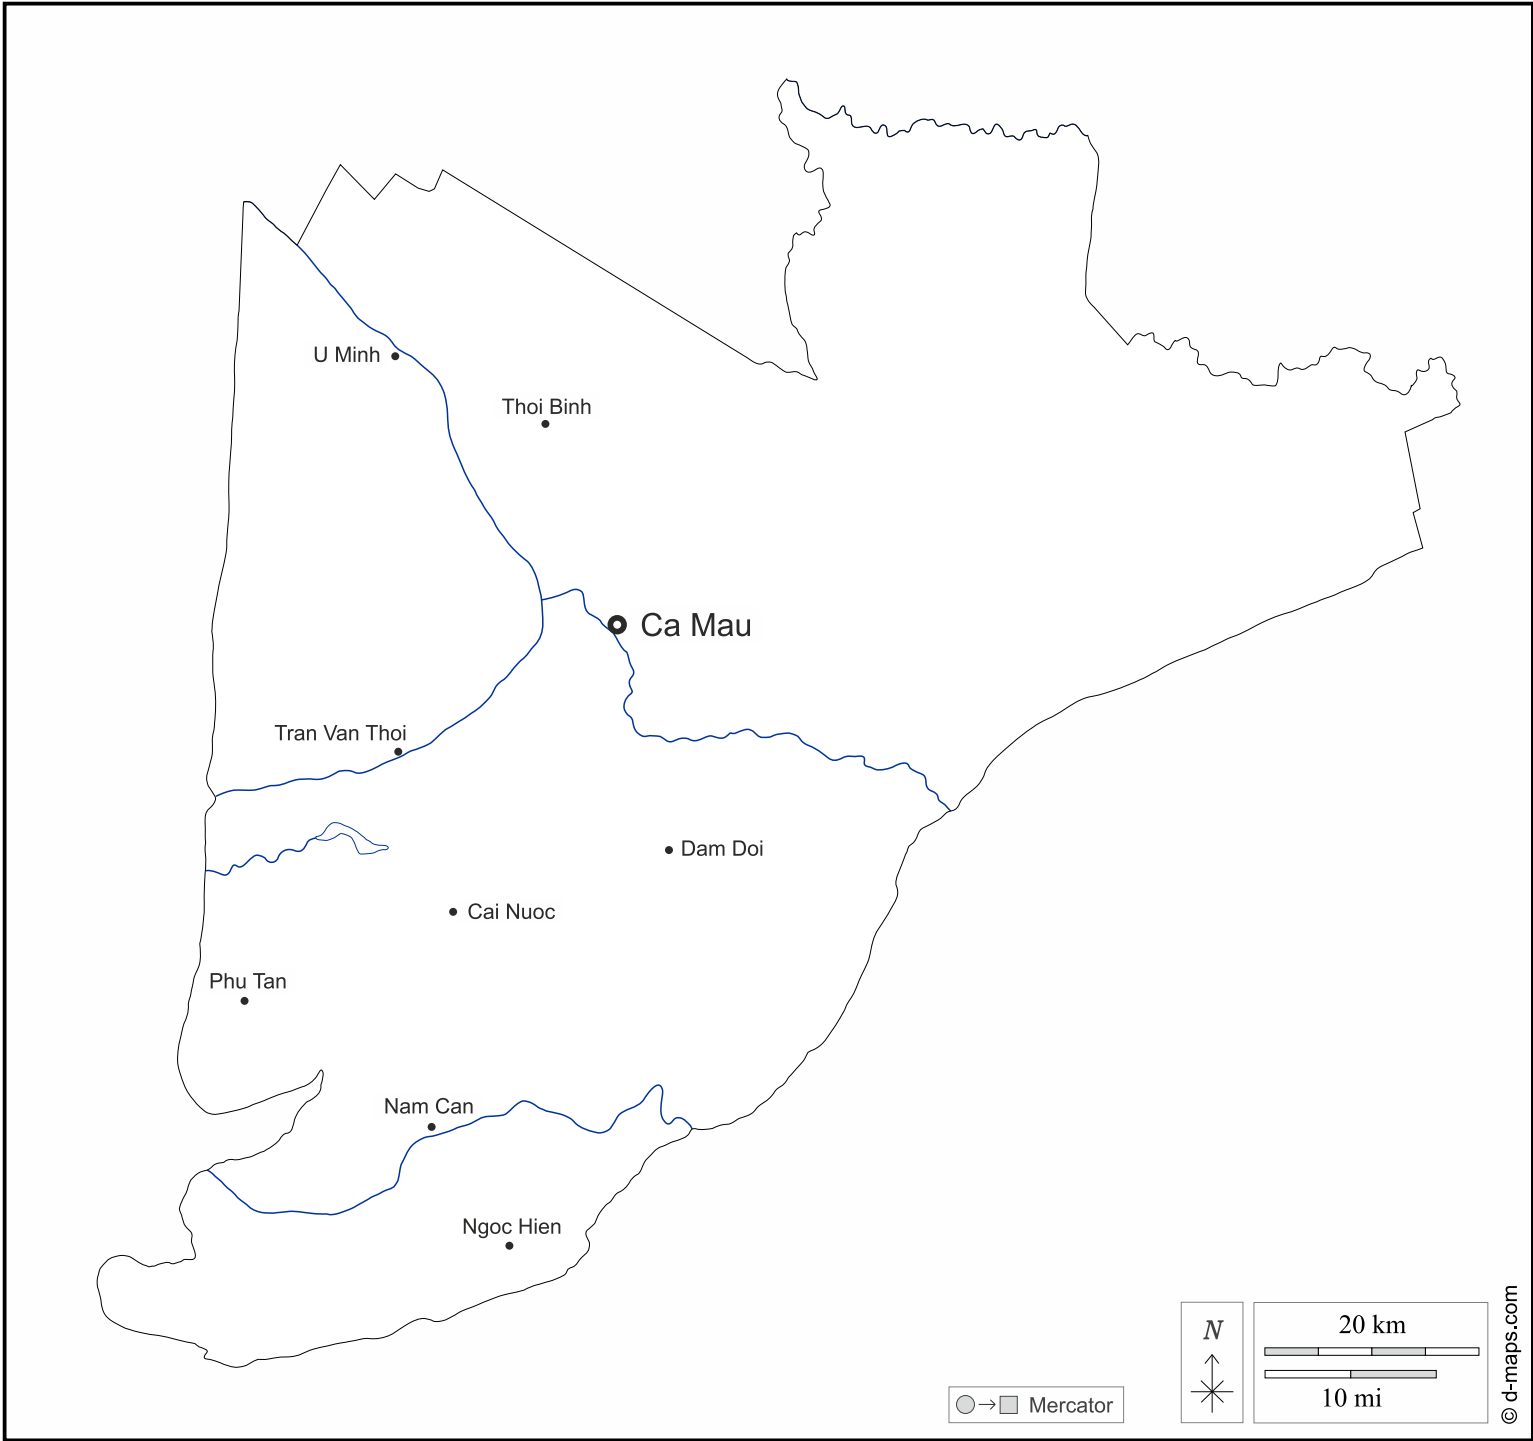 U Minh
Thoi Binh
Ca Mau
Tran Van Thoi
Dam Doi
Cai Nuoc
Phu Tan
Nam Can
Ngoc Hien
N
20 km
10 mi
Mercator
© d-maps.com